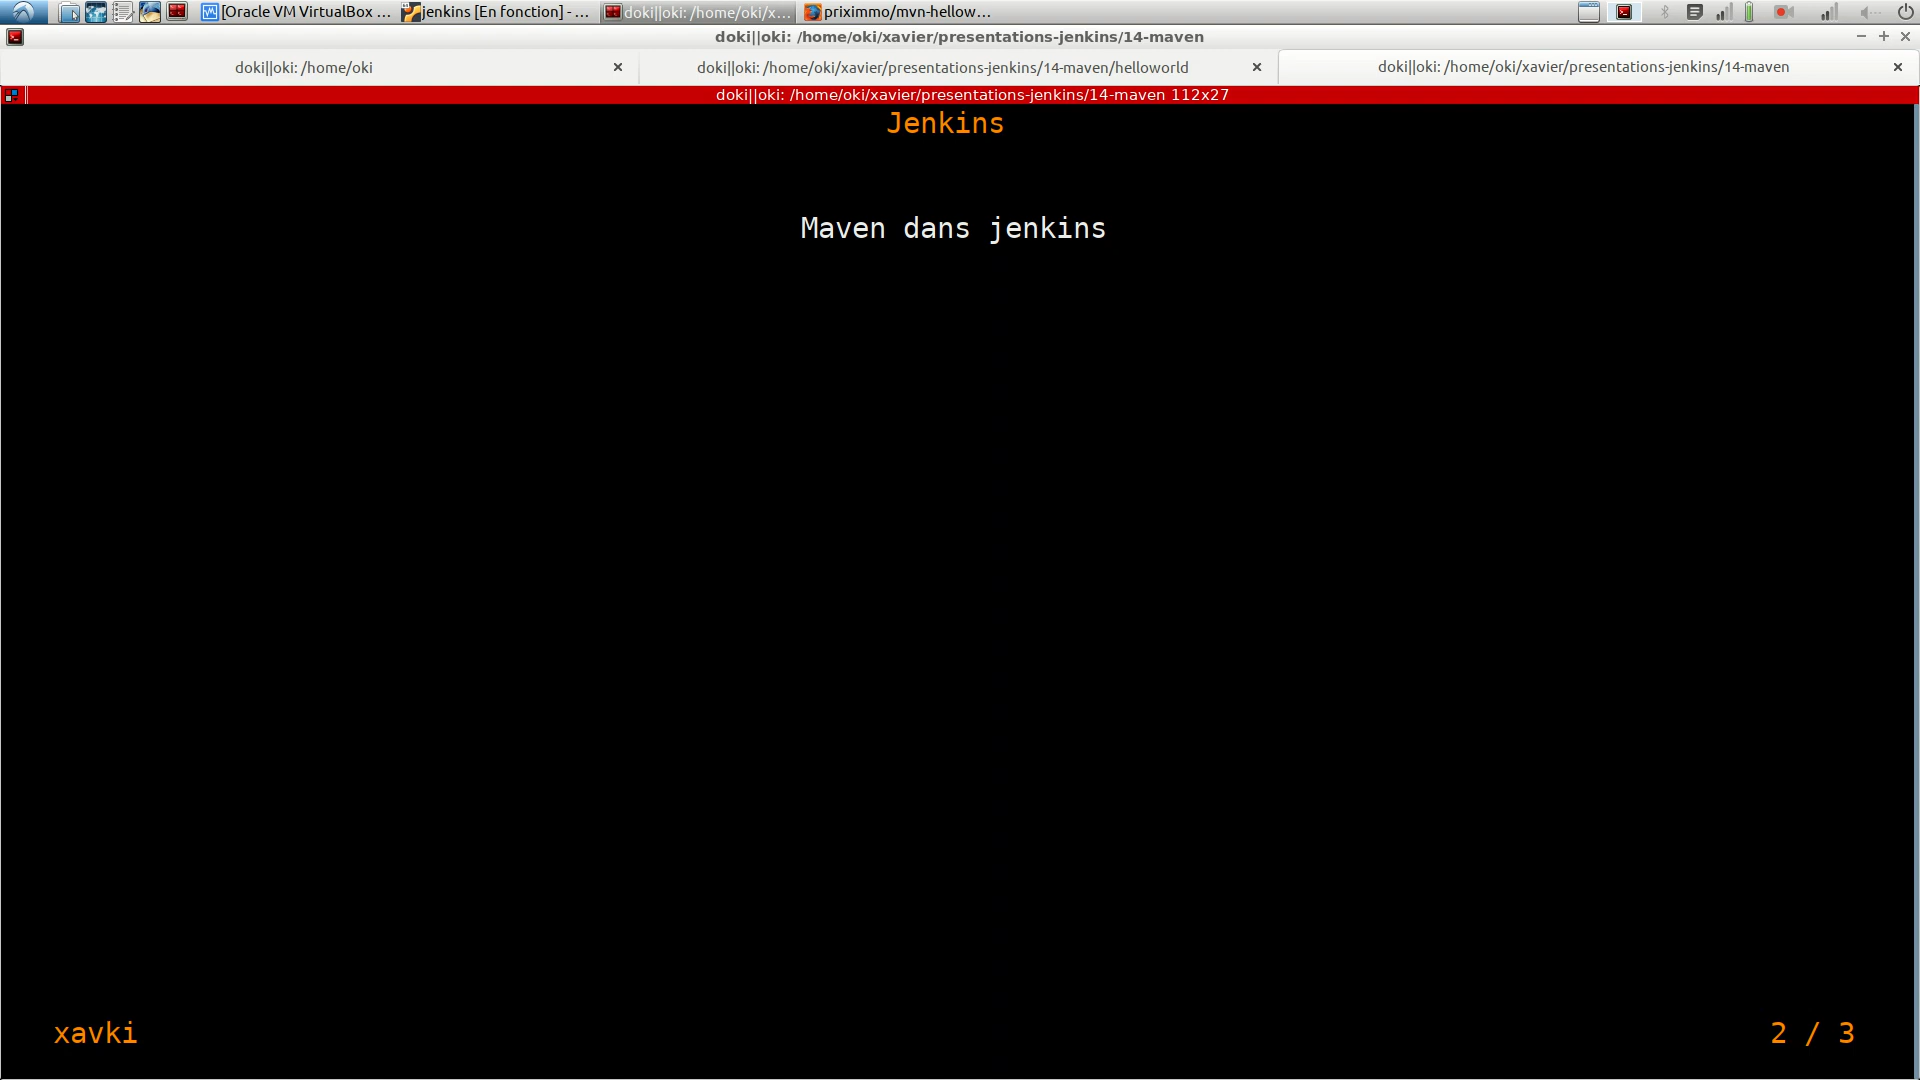 [Oracle VM VirtualBox ...
jenkins [En fonction] - ...
doki||oki: /home/oki/x...
priximmo/mvn-hellow...
doki||oki: /home/oki/xavier/presentations-jenkins/14-maven
doki||oki: /home/oki
doki||oki: /home/oki/xavier/presentations-jenkins/14-maven/helloworld
doki||oki: /home/oki/xavier/presentations-jenkins/14-maven
doki||oki: /home/oki/xavier/presentations-jenkins/14-maven 112x27
Jenkins
Maven dans jenkins
xavki
2 / 3